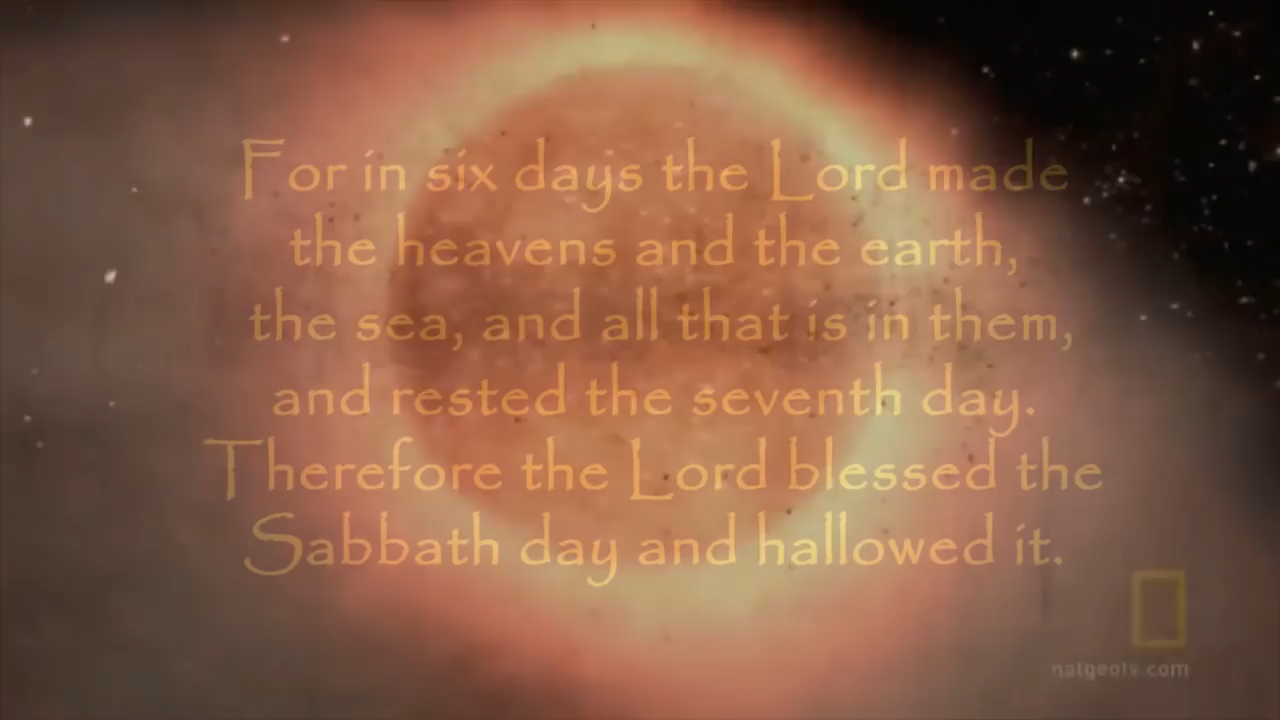 For in six days the Lord made
the heavens and the earth,
the sea, and all that is in them,
and rested the seventh day.
Therefore the Lord blessed the
Sabbath day and hallowed it.
natgeotv.com